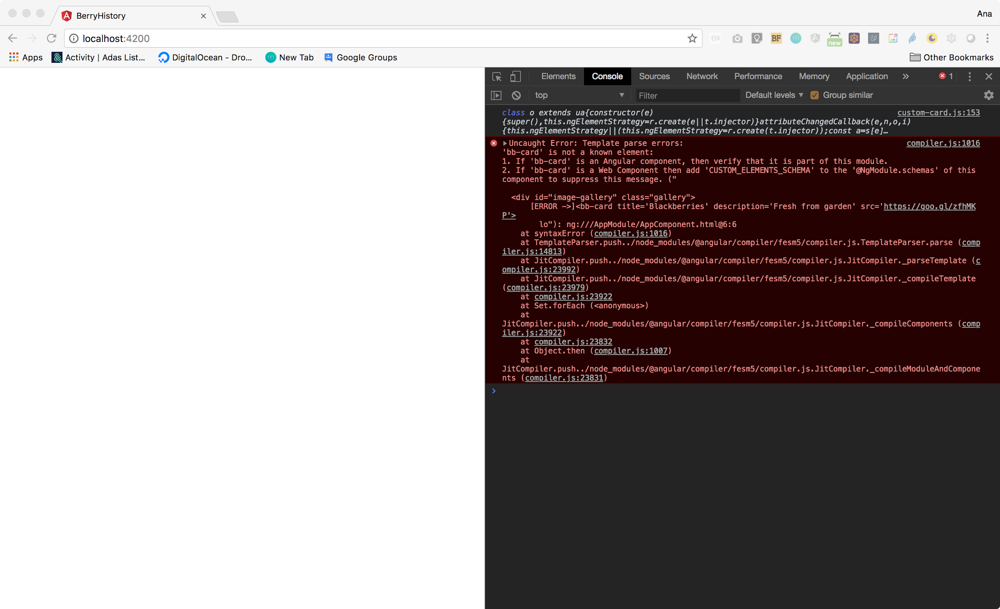 BerryHistory
Ana
localhost:4200
BF
m
new
Apps
Activity | Adas List...
DigitalOcean - Dro...
m
New Tab
Google Groups
Other Bookmarks
Elements
Console
Sources
Network
Performance
Memory
Application
»
1
top
Filter
Default levels
Group similar
class o extends ua{constructor(e) custom-card.js:153
{super(),this.ngElementStrategy=r.create(e||t.injector)}attributeChangedCallback(e,n,o,i)
{this.ngElementStrategy||(this.ngElementStrategy=r.create(t.injector));const a=s[e]…
Uncaught Error: Template parse errors: compiler.js:1016
'bb-card' is not a known element:
1. If 'bb-card' is an Angular component, then verify that it is part of this module.
2. If 'bb-card' is a Web Component then add 'CUSTOM_ELEMENTS_SCHEMA' to the '@NgModule.schemas' of this
component to suppress this message. ("
<div id="image-gallery" class="gallery">
[ERROR ->]<bb-card title='Blackberries' description='Fresh from garden' src='https://goo.gl/zfhMK
P'>
lo"): ng:///AppModule/AppComponent.html@6:6
at syntaxError (compiler.js:1016)
at TemplateParser.push../node_modules/@angular/compiler/fesm5/compiler.js.TemplateParser.parse (comp
iler.js:14813)
at JitCompiler.push../node_modules/@angular/compiler/fesm5/compiler.js.JitCompiler._parseTemplate (c
ompiler.js:23992)
at JitCompiler.push../node_modules/@angular/compiler/fesm5/compiler.js.JitCompiler._compileTemplate
(compiler.js:23979)
at compiler.js:23922
at Set.forEach (<anonymous>)
at
JitCompiler.push../node_modules/@angular/compiler/fesm5/compiler.js.JitCompiler._compileComponents (comp
iler.js:23922)
at compiler.js:23832
at Object.then (compiler.js:1007)
at
JitCompiler.push../node_modules/@angular/compiler/fesm5/compiler.js.JitCompiler._compileModuleAndCompone
nts (compiler.js:23831)